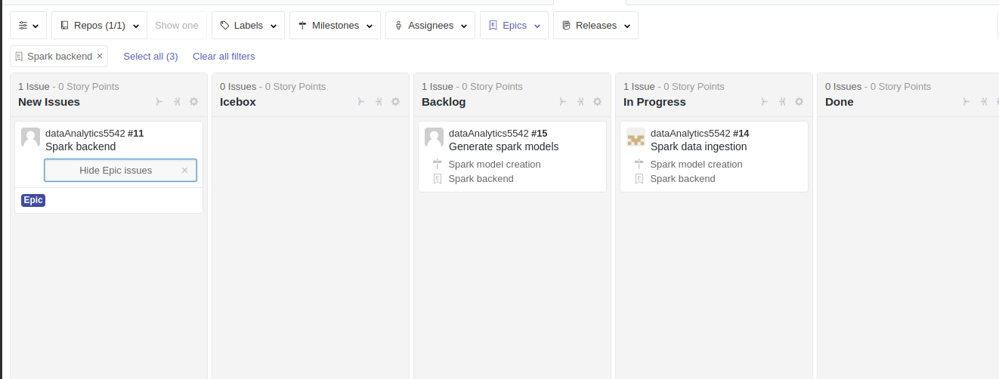 Repos (1/1) Show one Labels Milestones Assignees Epics Releases
Spark backend × Select all (3) Clear all filters
1 Issue - 0 Story Points
New Issues
dataAnalytics5542 #11
Spark backend
Hide Epic issues ×
Epic
0 Issues - 0 Story Points
Icebox
1 Issue - 0 Story Points
Backlog
dataAnalytics5542 #15
Generate spark models
Spark model creation
E Spark backend
1 Issue - 0 Story Points
In Progress
dataAnalytics5542 #14
Spark data ingestion
Spark model creation
E Spark backend
0 Issues - 0 Story Points
Done